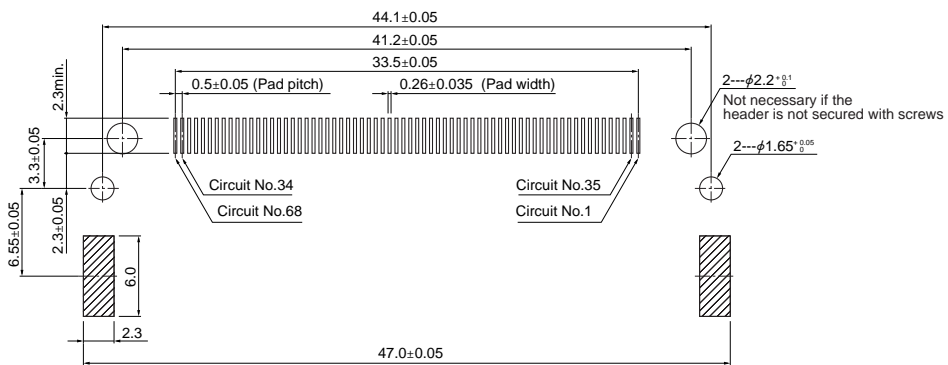 44.1±0.05
41.2±0.05
33.5±0.05
0.5±0.05 (Pad pitch)
0.26±0.035 (Pad width)
2.3min.
2---φ2.2 +0.1 0
Not necessary if the
header is not secured with screws
3.3±0.05
2---φ1.65 +0.05 0
Circuit No.34
Circuit No.35
Circuit No.68
Circuit No.1
6.55±0.05
2.3±0.05
6.0
2.3
47.0±0.05